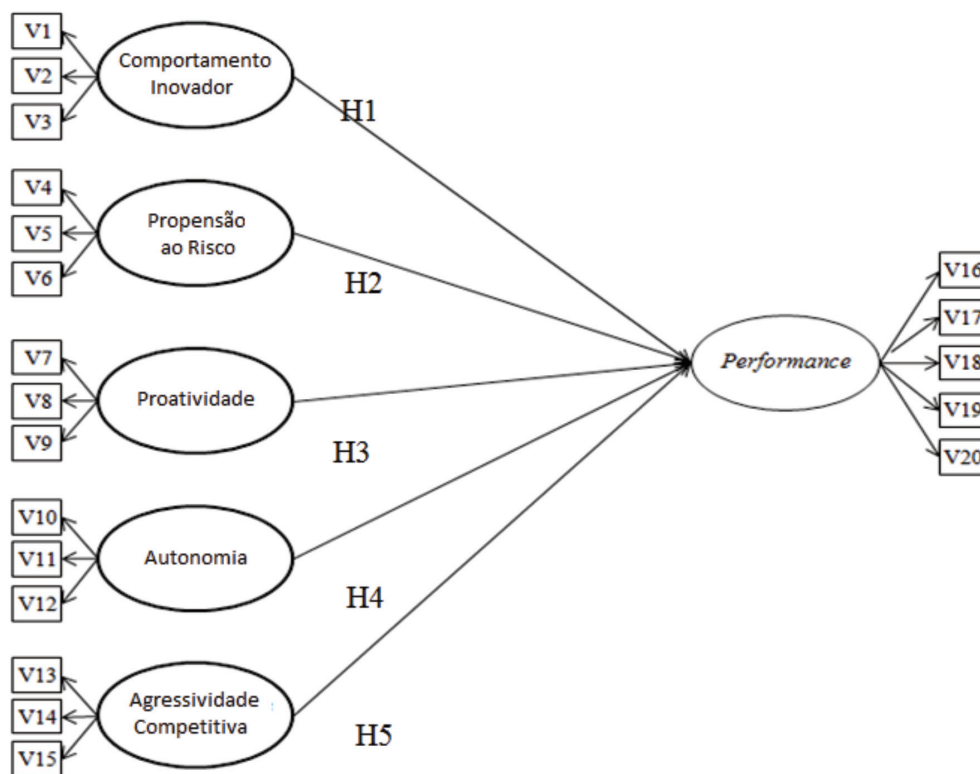 V1
V2
V3
Comportamento
Inovador
H1
V4
V5
V6
Propensão
ao Risco
H2
V7
V8
V9
Proatividade
H3
V10
V11
V12
Autonomia
H4
V13
V14
V15
Agressividade
Competitiva
H5
Performance
V16
V17
V18
V19
V20